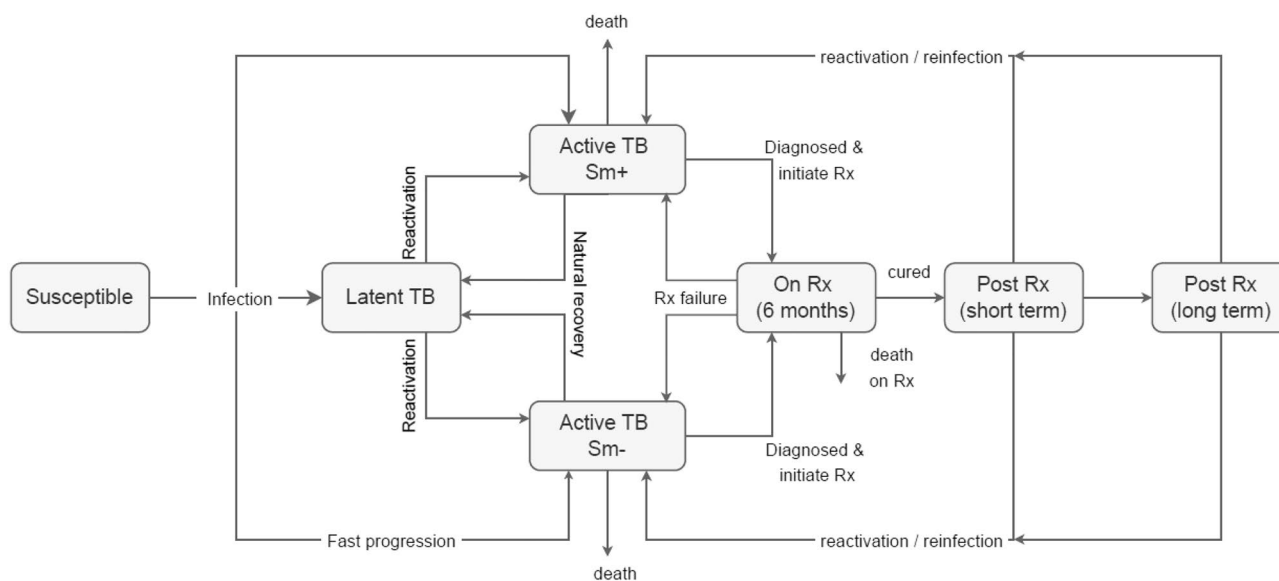 death
reactivation / reinfection
Active TB
Sm+
Diagnosed &
initiate Rx
Reactivation
Natural recovery
Susceptible
Infection
Latent TB
Rx failure
On Rx
(6 months)
cured
Post Rx
(short term)
Post Rx
(long term)
death
on Rx
Reactivation
Active TB
Sm-
Diagnosed &
initiate Rx
Fast progression
reactivation / reinfection
death